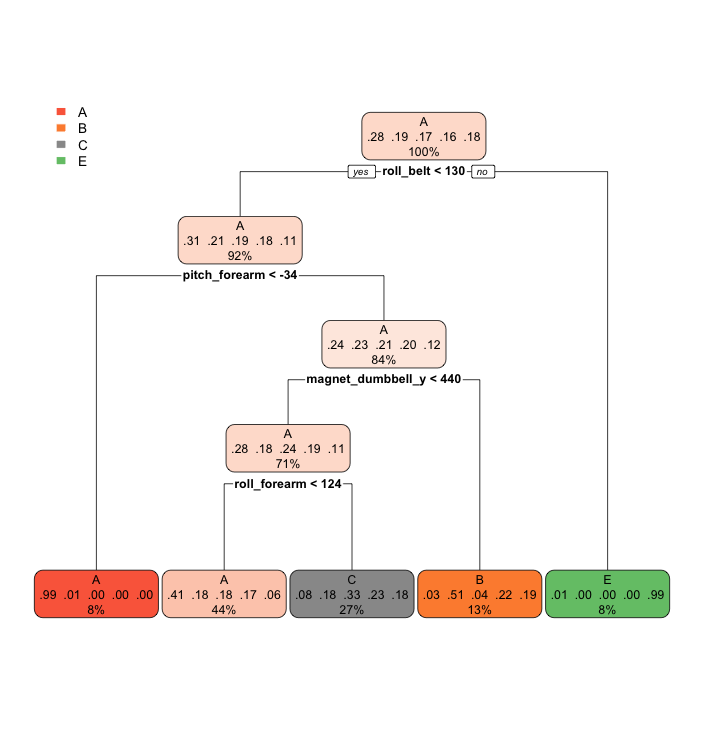 A
B
C
E
A
.28 .19 .17 .16 .18
100%
yes roll_belt < 130 no
A
.31 .21 .19 .18 .11
92%
pitch_forearm < -34
A
.24 .23 .21 .20 .12
84%
magnet_dumbbell_y < 440
A
.28 .18 .24 .19 .11
71%
roll_forearm < 124
A
.99 .01 .00 .00 .00
8%
A
.41 .18 .18 .17 .06
44%
C
.08 .18 .33 .23 .18
27%
B
.03 .51 .04 .22 .19
13%
E
.01 .00 .00 .00 .99
8%